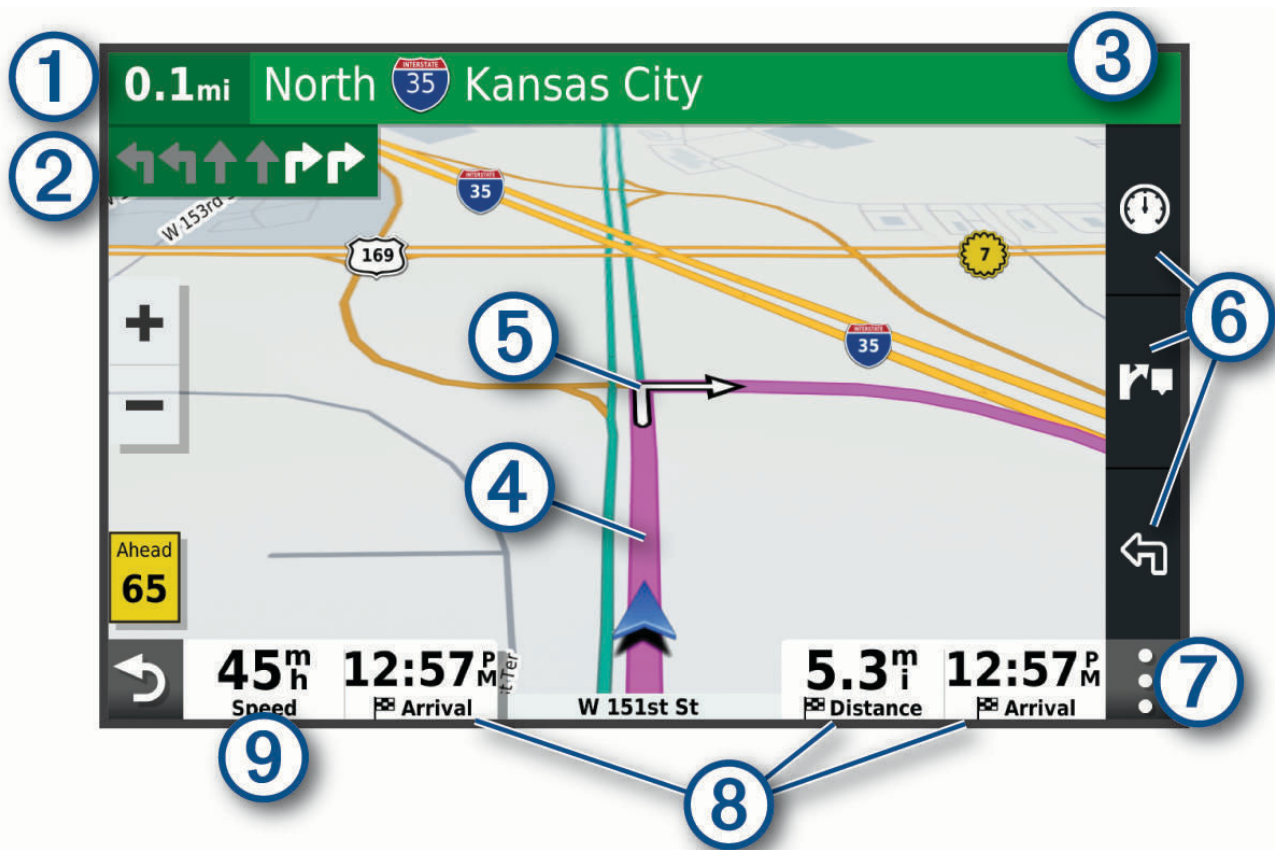 1
0.1mi
North INTERSTATE 35 Kansas City
3
2
INTERSTATE 35
W 153rd S
169
7
6
+
5
INTERSTATE 35
−
4
Ahead
65
45mh
Speed
12:57PM
Arrival
t Ter
W 151st St
5.3mi
Distance
12:57PM
Arrival
7
9
8